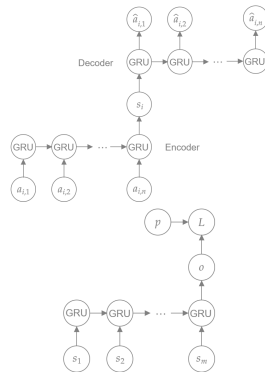 â_{i,1} â_{i,2} â_{i,n}
Decoder GRU GRU ... GRU
s_i
GRU GRU ... GRU Encoder
a_{i,1} a_{i,2} a_{i,n}
p L
o
GRU GRU ... GRU
s_1 s_2 s_m